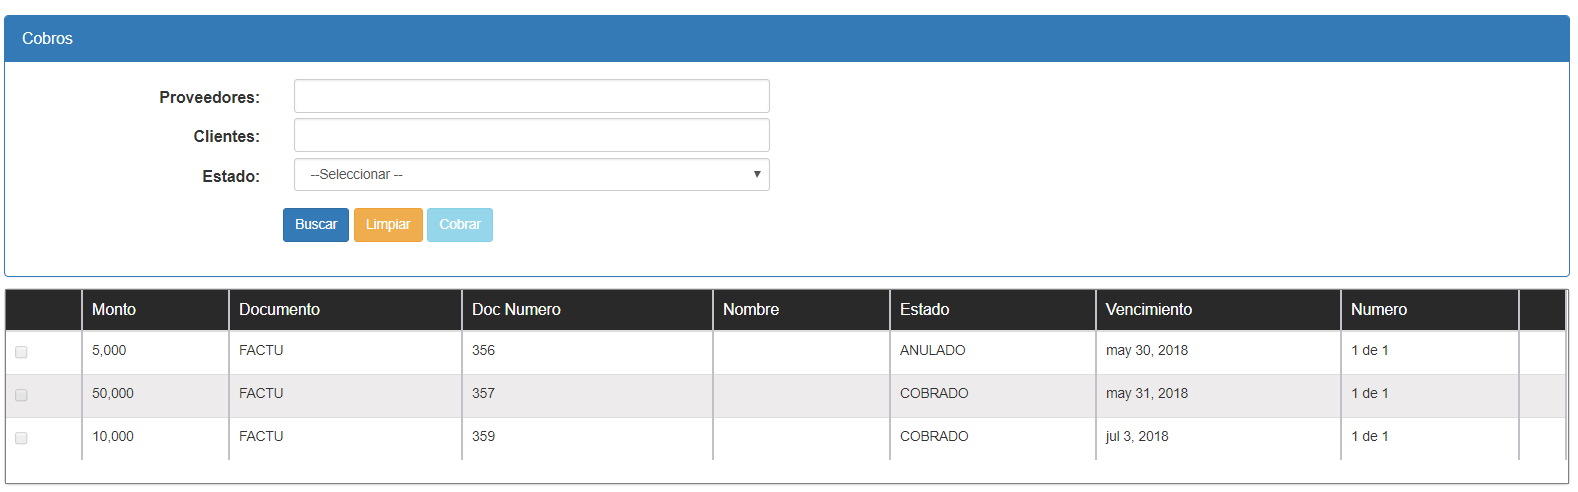 Cobros
Proveedores:
Clientes:
Estado: --Seleccionar --
Buscar Limpiar Cobrar
Monto Documento Doc Numero Nombre Estado Vencimiento Numero
5,000 FACTU 356 ANULADO may 30, 2018 1 de 1
50,000 FACTU 357 COBRADO may 31, 2018 1 de 1
10,000 FACTU 359 COBRADO jul 3, 2018 1 de 1